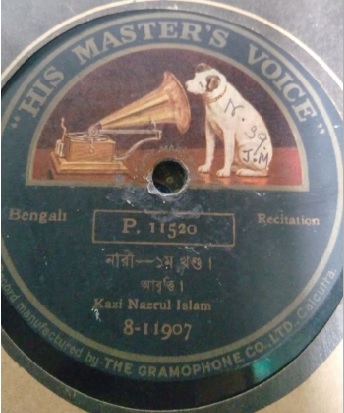 "HIS MASTER'S VOICE"
N. 39.
J.M
Bengali
P. 11520
Recitation
নারী—১ম খণ্ড।
আবৃত্তি।
Kazi Nazrul Islam
8-11907
manufactured by THE GRAMOPHONE CO., LTD., Calcutta.